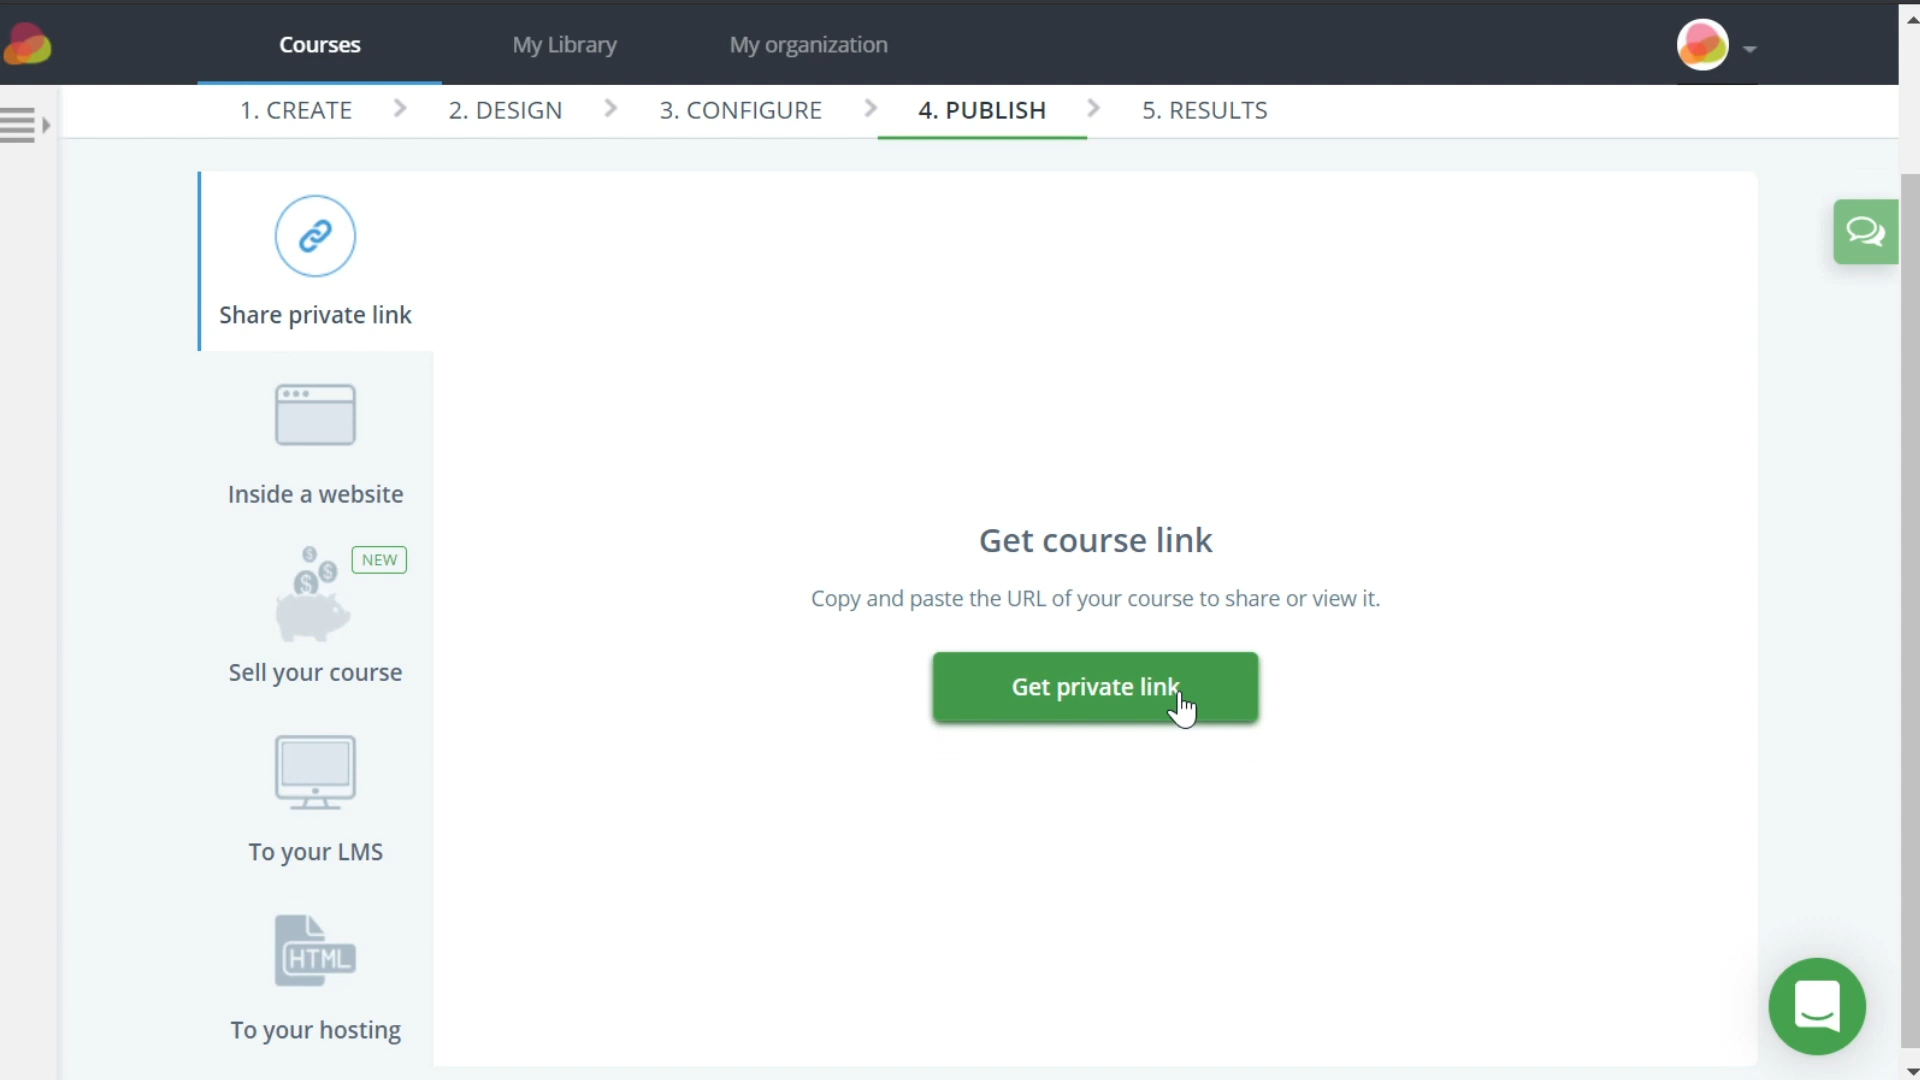 Courses
My Library
My organization
1. CREATE
2. DESIGN
3. CONFIGURE
4. PUBLISH
5. RESULTS
Share private link
Inside a website
NEW
Sell your course
To your LMS
HTML
To your hosting
Get course link
Copy and paste the URL of your course to share or view it.
Get private link